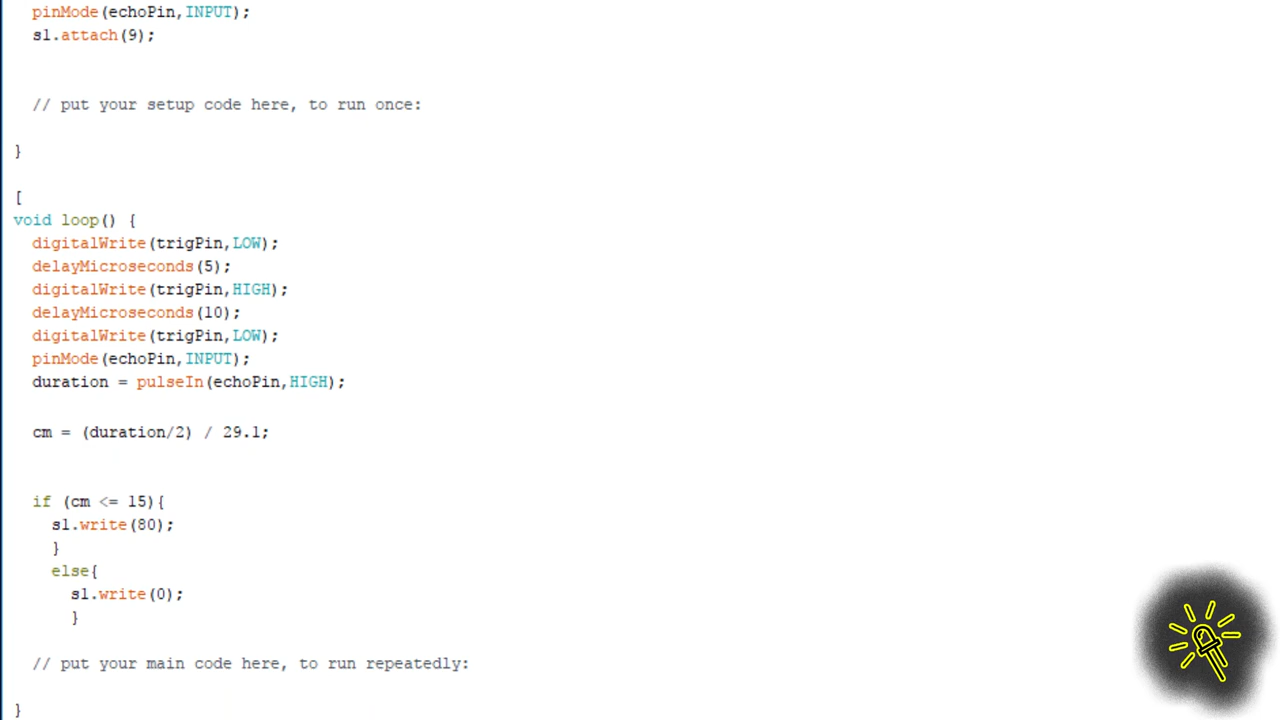 pinMode(echoPin,INPUT);
s1.attach(9);
// put your setup code here, to run once:
}
[
void loop() {
digitalWrite(trigPin,LOW);
delayMicroseconds(5);
digitalWrite(trigPin,HIGH);
delayMicroseconds(10);
digitalWrite(trigPin,LOW);
pinMode(echoPin,INPUT);
duration = pulseIn(echoPin,HIGH);
cm = (duration/2) / 29.1;
if (cm <= 15){
s1.write(80);
}
else{
s1.write(0);
}
// put your main code here, to run repeatedly:
}